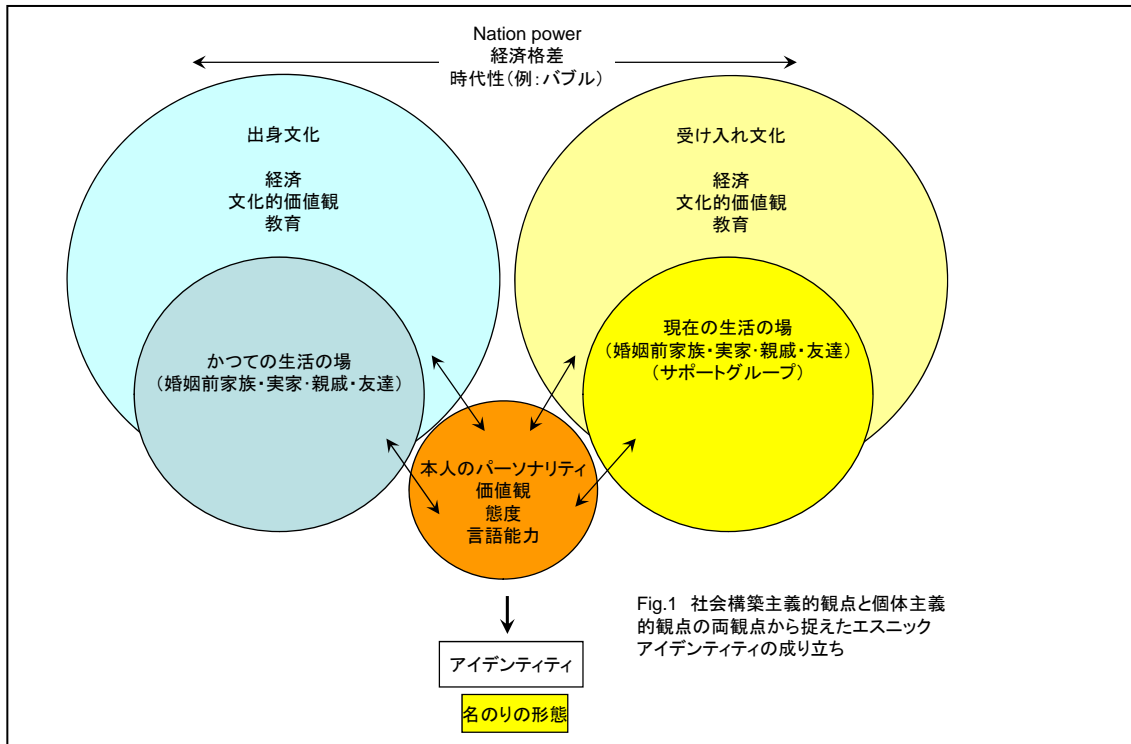 Nation power
経済格差
時代性（例：バブル）
出身文化
経済
文化的価値観
教育
受け入れ文化
経済
文化的価値観
教育
かつての生活の場
（婚姻前家族・実家・親戚・友達）
現在の生活の場
（婚姻前家族・実家・親戚・友達）
（サポートグループ）
本人のパーソナリティ
価値観
態度
言語能力
アイデンティティ
名のりの形態
Fig.1 社会構築主義的観点と個体主義
的観点の両観点から捉えたエスニック
アイデンティティの成り立ち